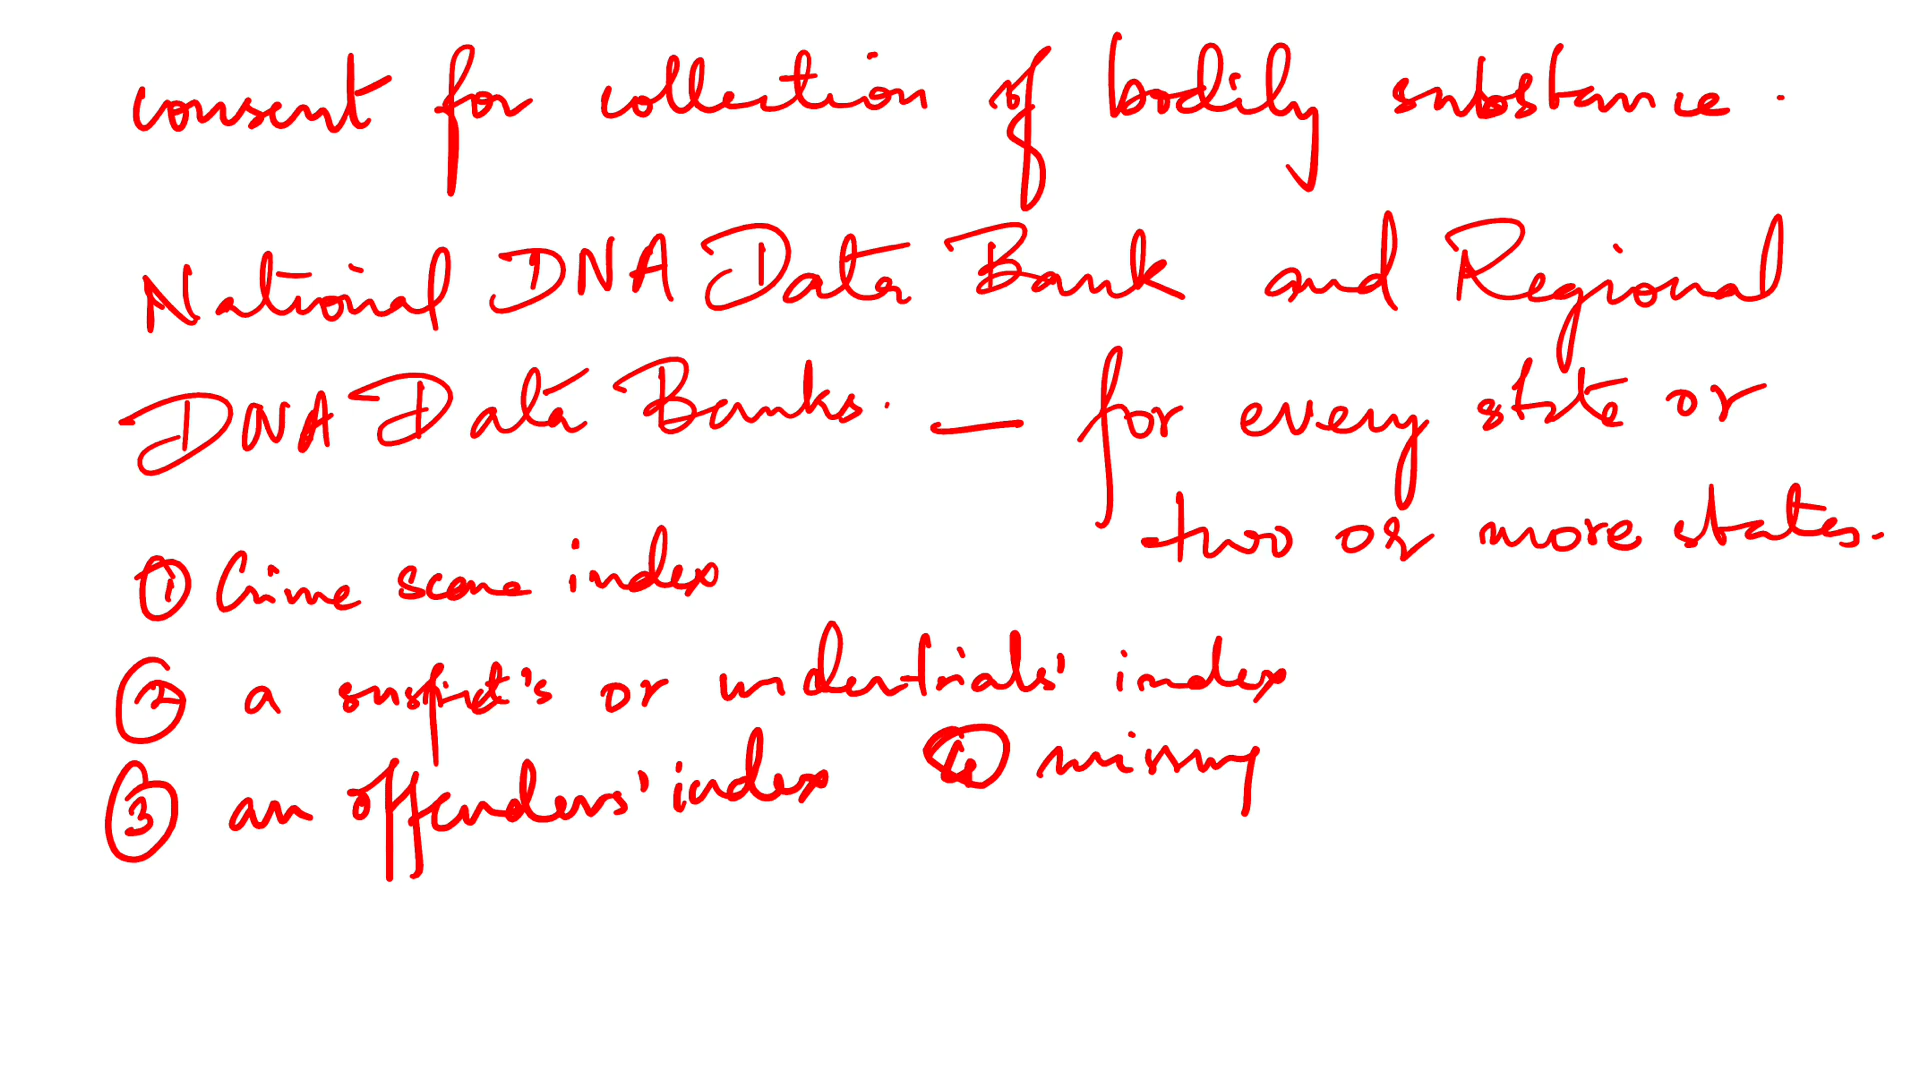 consent for collection of bodily substance.
National DNA Data Bank and Regional
DNA Data Banks. — for every state or
two or more states.
① Crime scene index
② a suspect's or undertrials' index
③ an offenders' index ④ missing